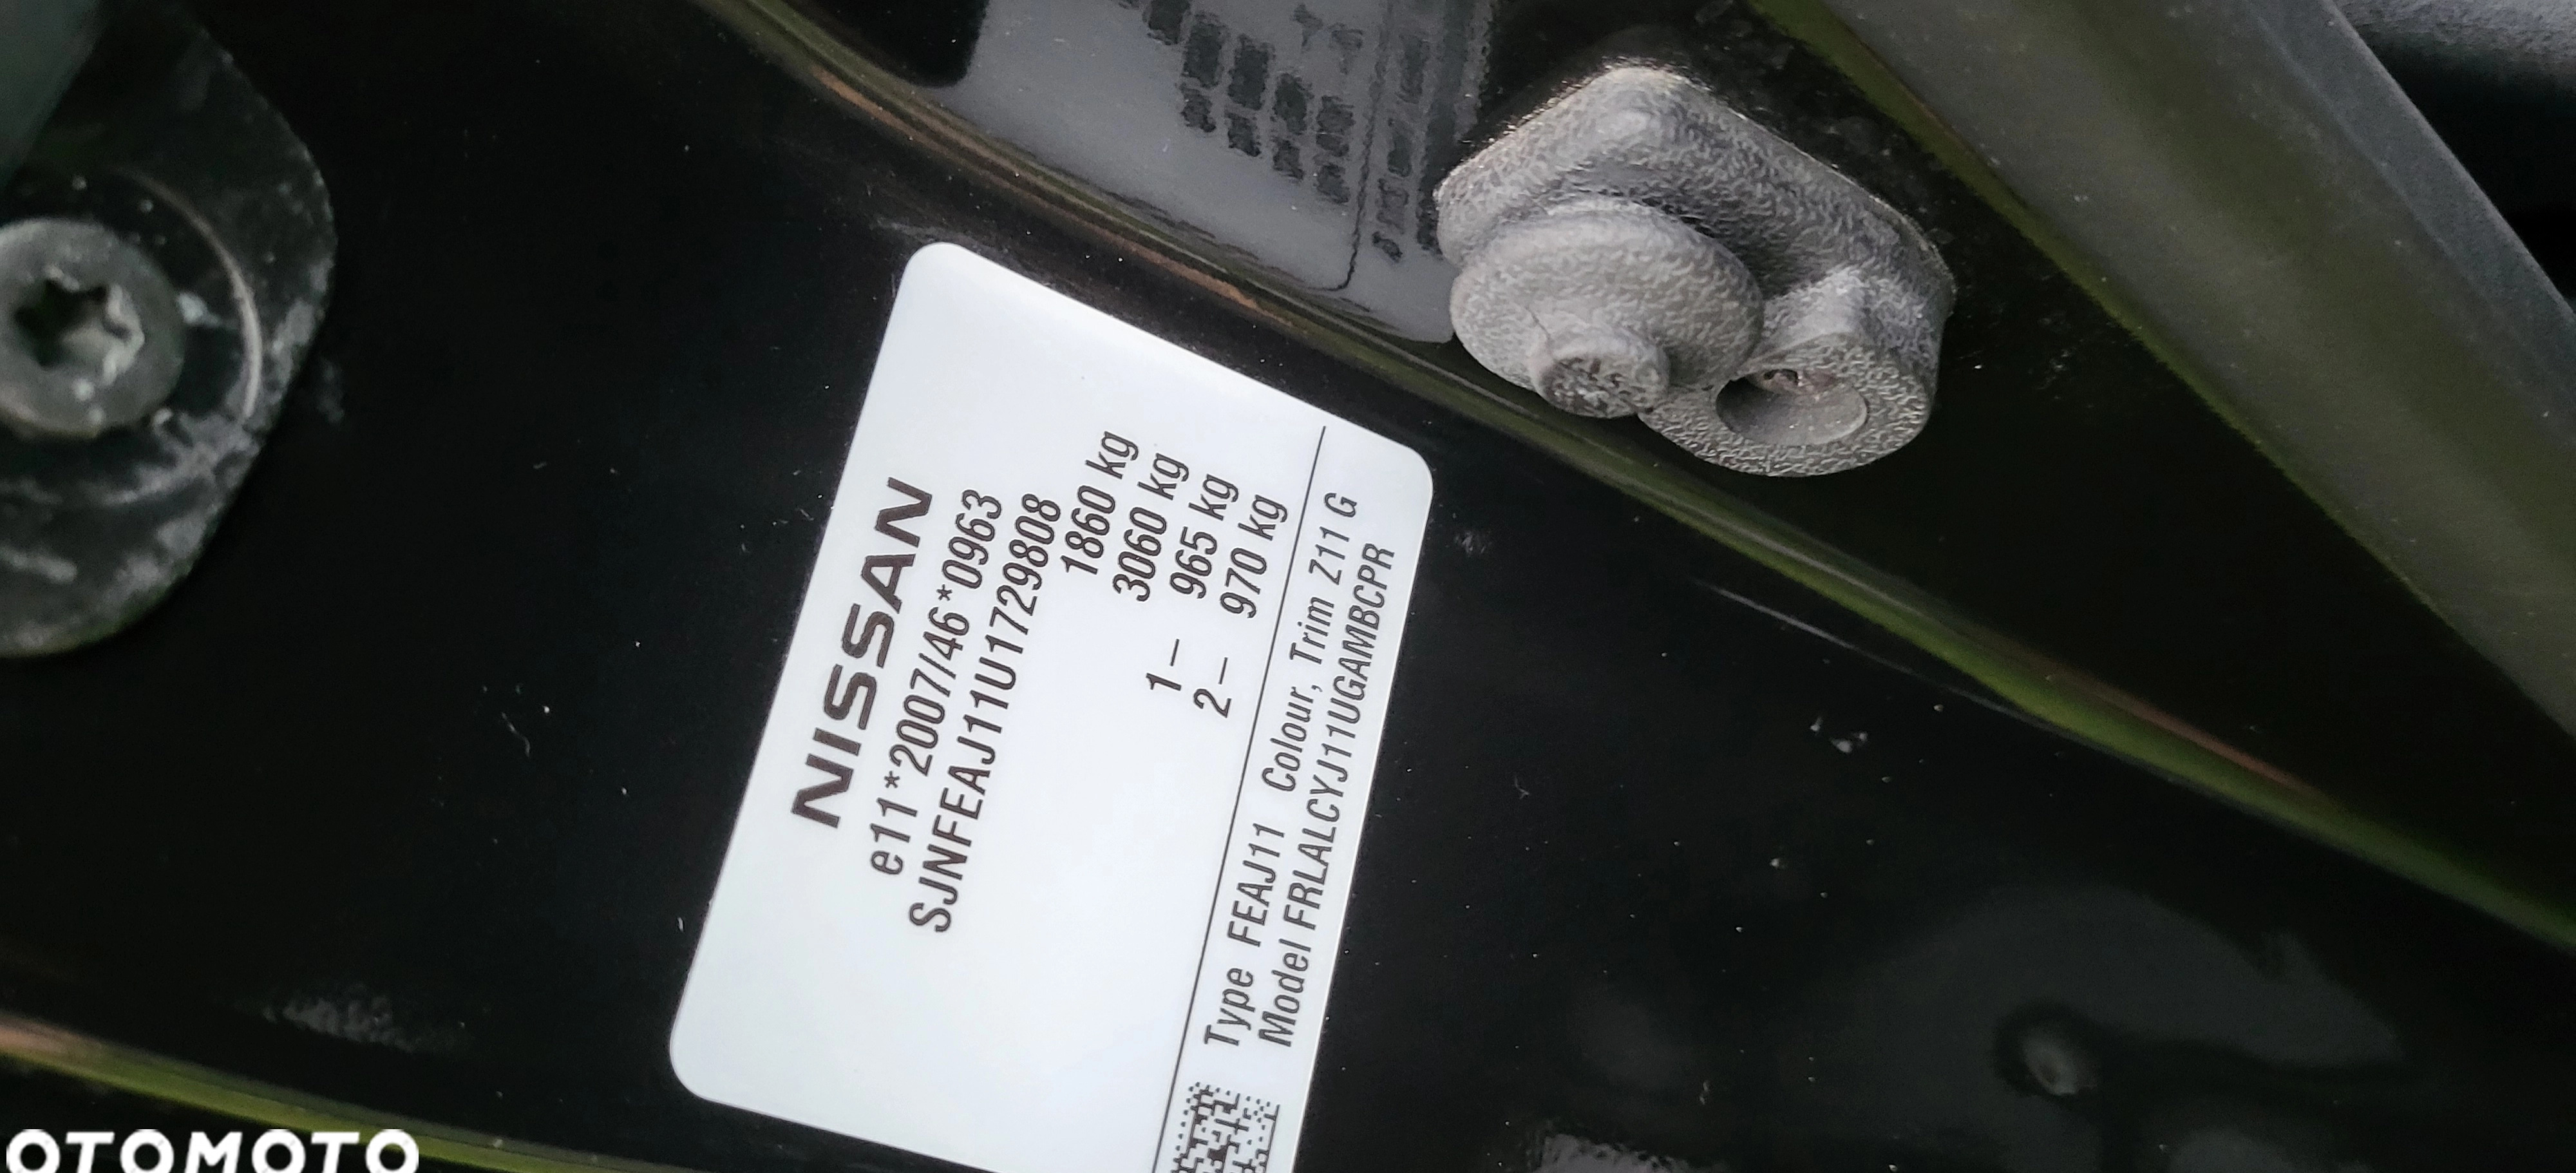 NISSAN
e11*2007/46*0963
SJNFEAJ11U1729808
1860 kg
3060 kg
1– 965 kg
2– 970 kg
Type FEAJ11 Colour, Trim Z11 G
Model FRLALCYJ11UGAMBCPR
OTOMOTO